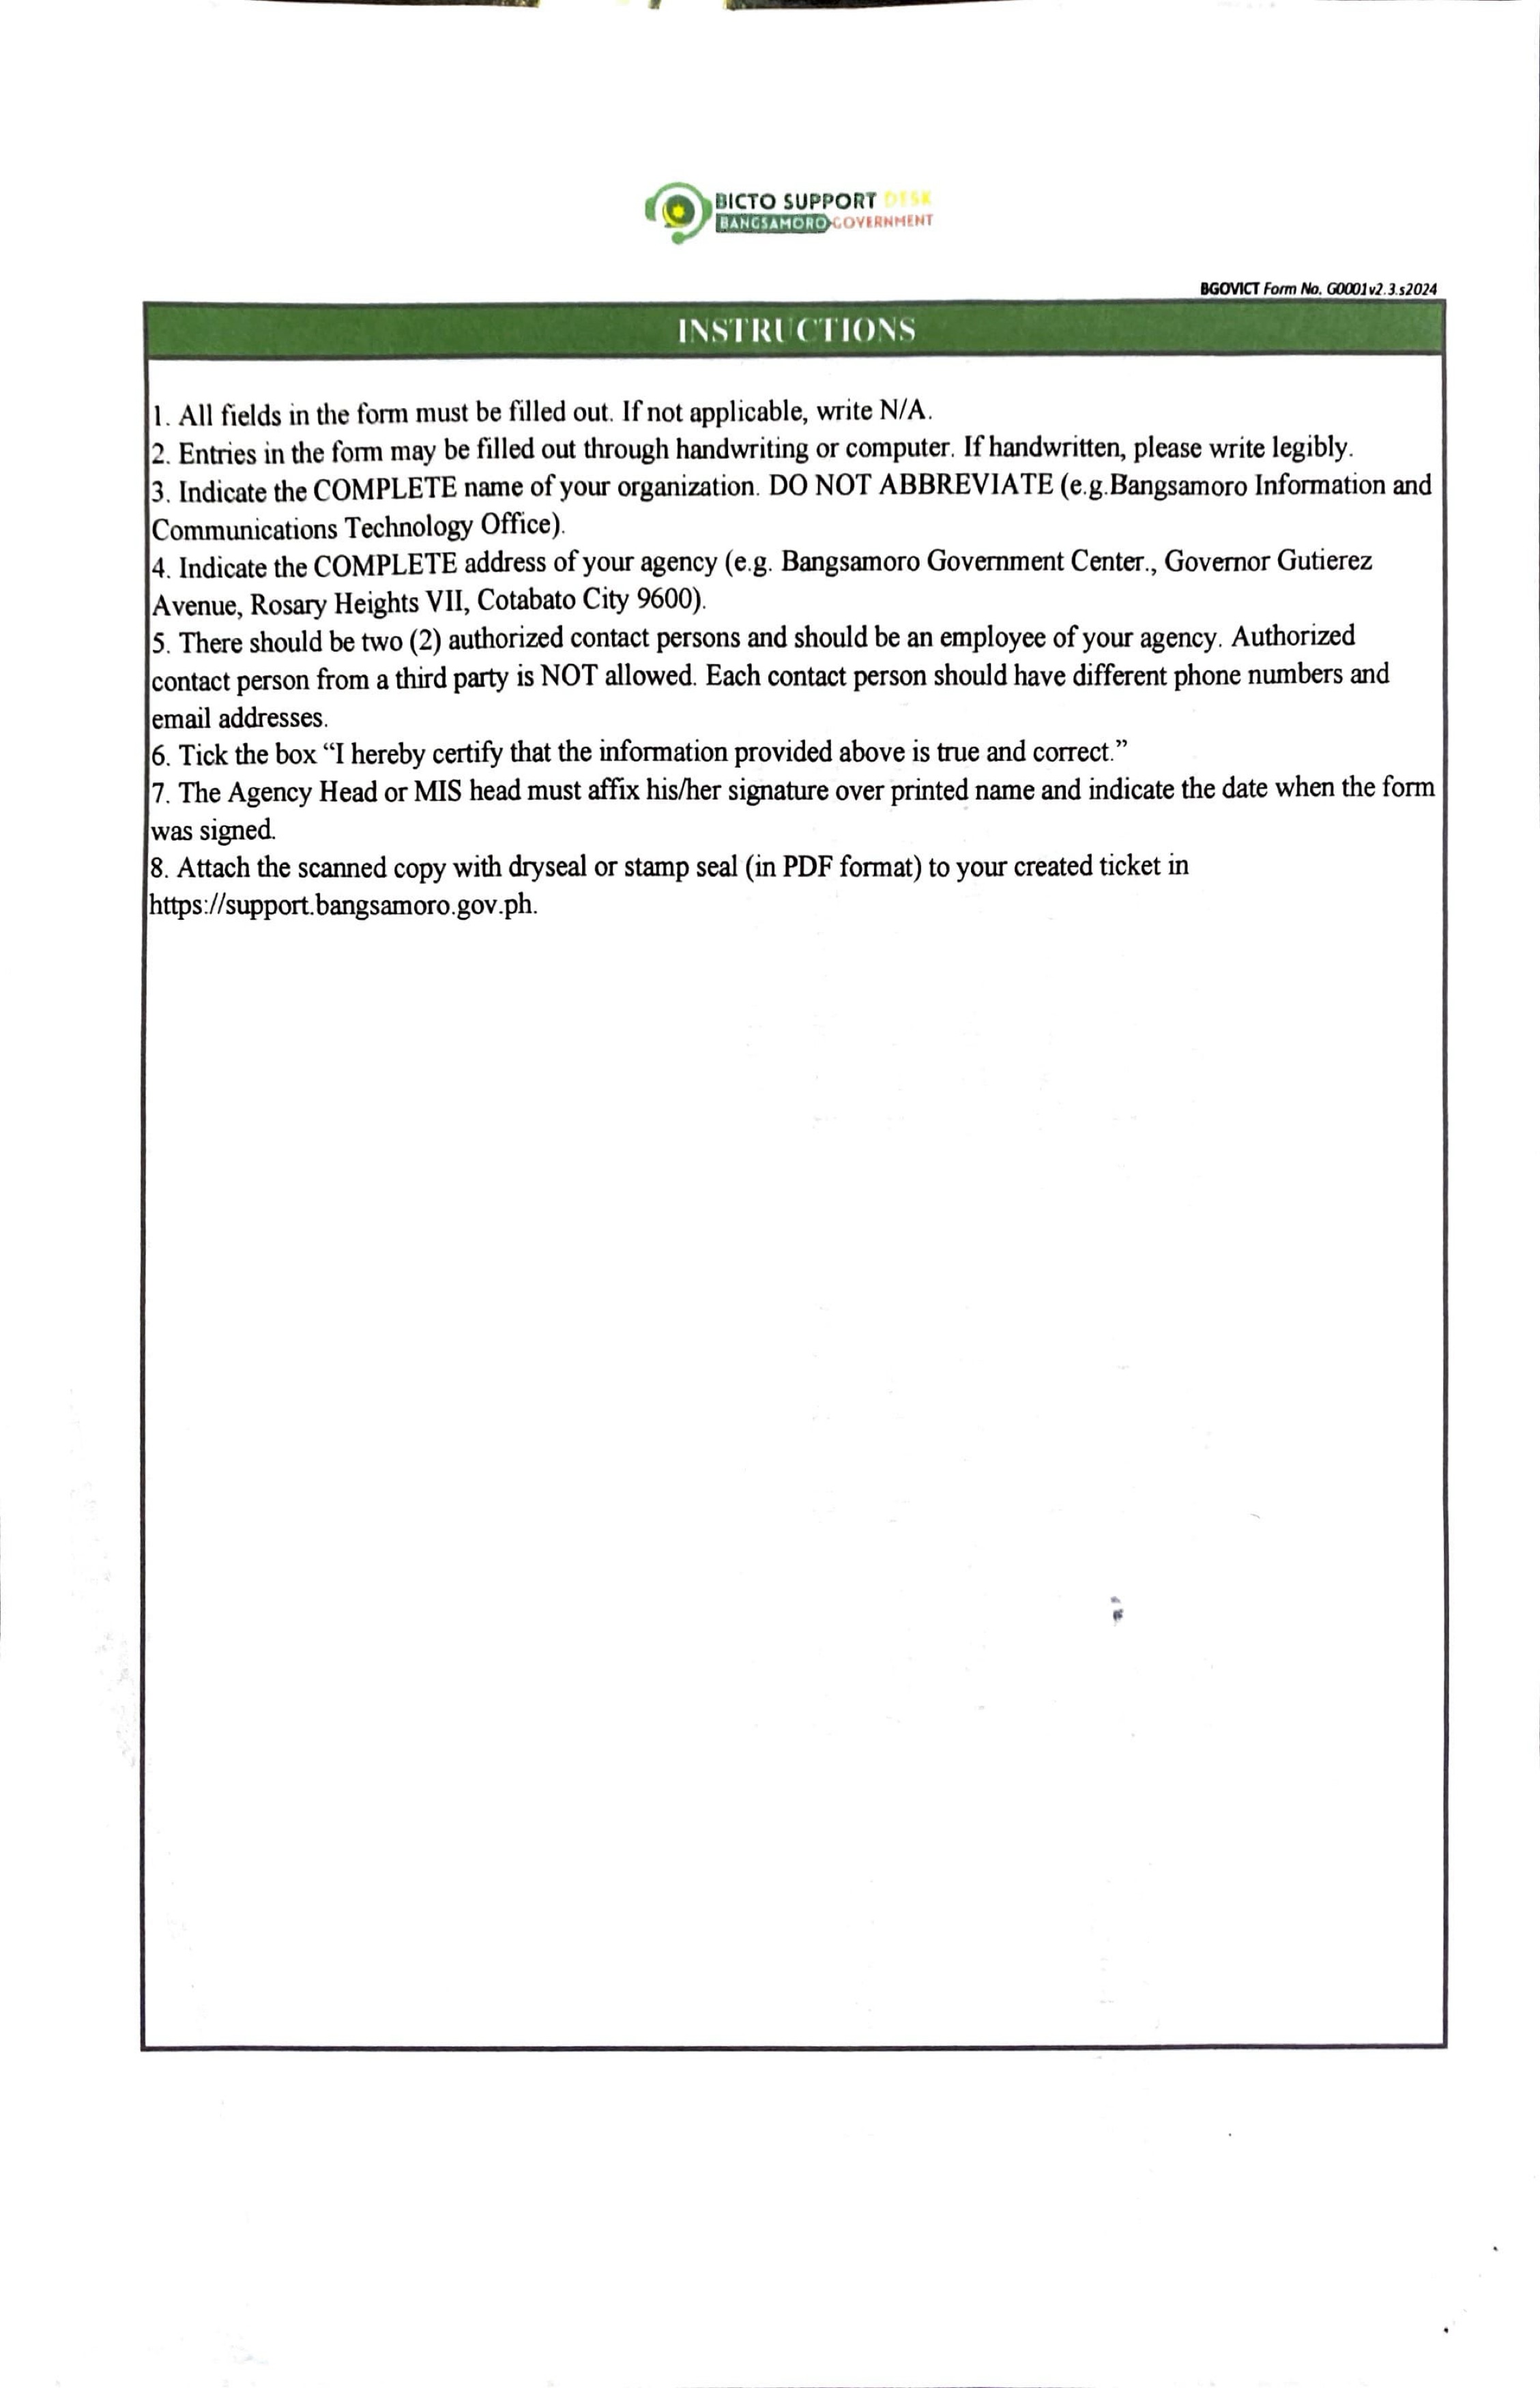 BICTO SUPPORT DESK
BANGSAMORO GOVERNMENT
BGOVICT Form No. G0001v2.3.s2024
INSTRUCTIONS
1. All fields in the form must be filled out. If not applicable, write N/A.
2. Entries in the form may be filled out through handwriting or computer. If handwritten, please write legibly.
3. Indicate the COMPLETE name of your organization. DO NOT ABBREVIATE (e.g.Bangsamoro Information and
Communications Technology Office).
4. Indicate the COMPLETE address of your agency (e.g. Bangsamoro Government Center., Governor Gutierez
Avenue, Rosary Heights VII, Cotabato City 9600).
5. There should be two (2) authorized contact persons and should be an employee of your agency. Authorized
contact person from a third party is NOT allowed. Each contact person should have different phone numbers and
email addresses.
6. Tick the box “I hereby certify that the information provided above is true and correct.”
7. The Agency Head or MIS head must affix his/her signature over printed name and indicate the date when the form
was signed.
8. Attach the scanned copy with dryseal or stamp seal (in PDF format) to your created ticket in
https://support.bangsamoro.gov.ph.